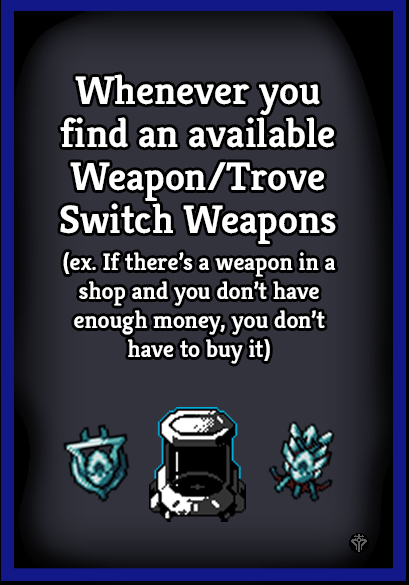 Whenever you
find an available
Weapon/Trove
Switch Weapons
(ex. If there's a weapon in a
shop and you don't have
enough money, you don't
have to buy it)